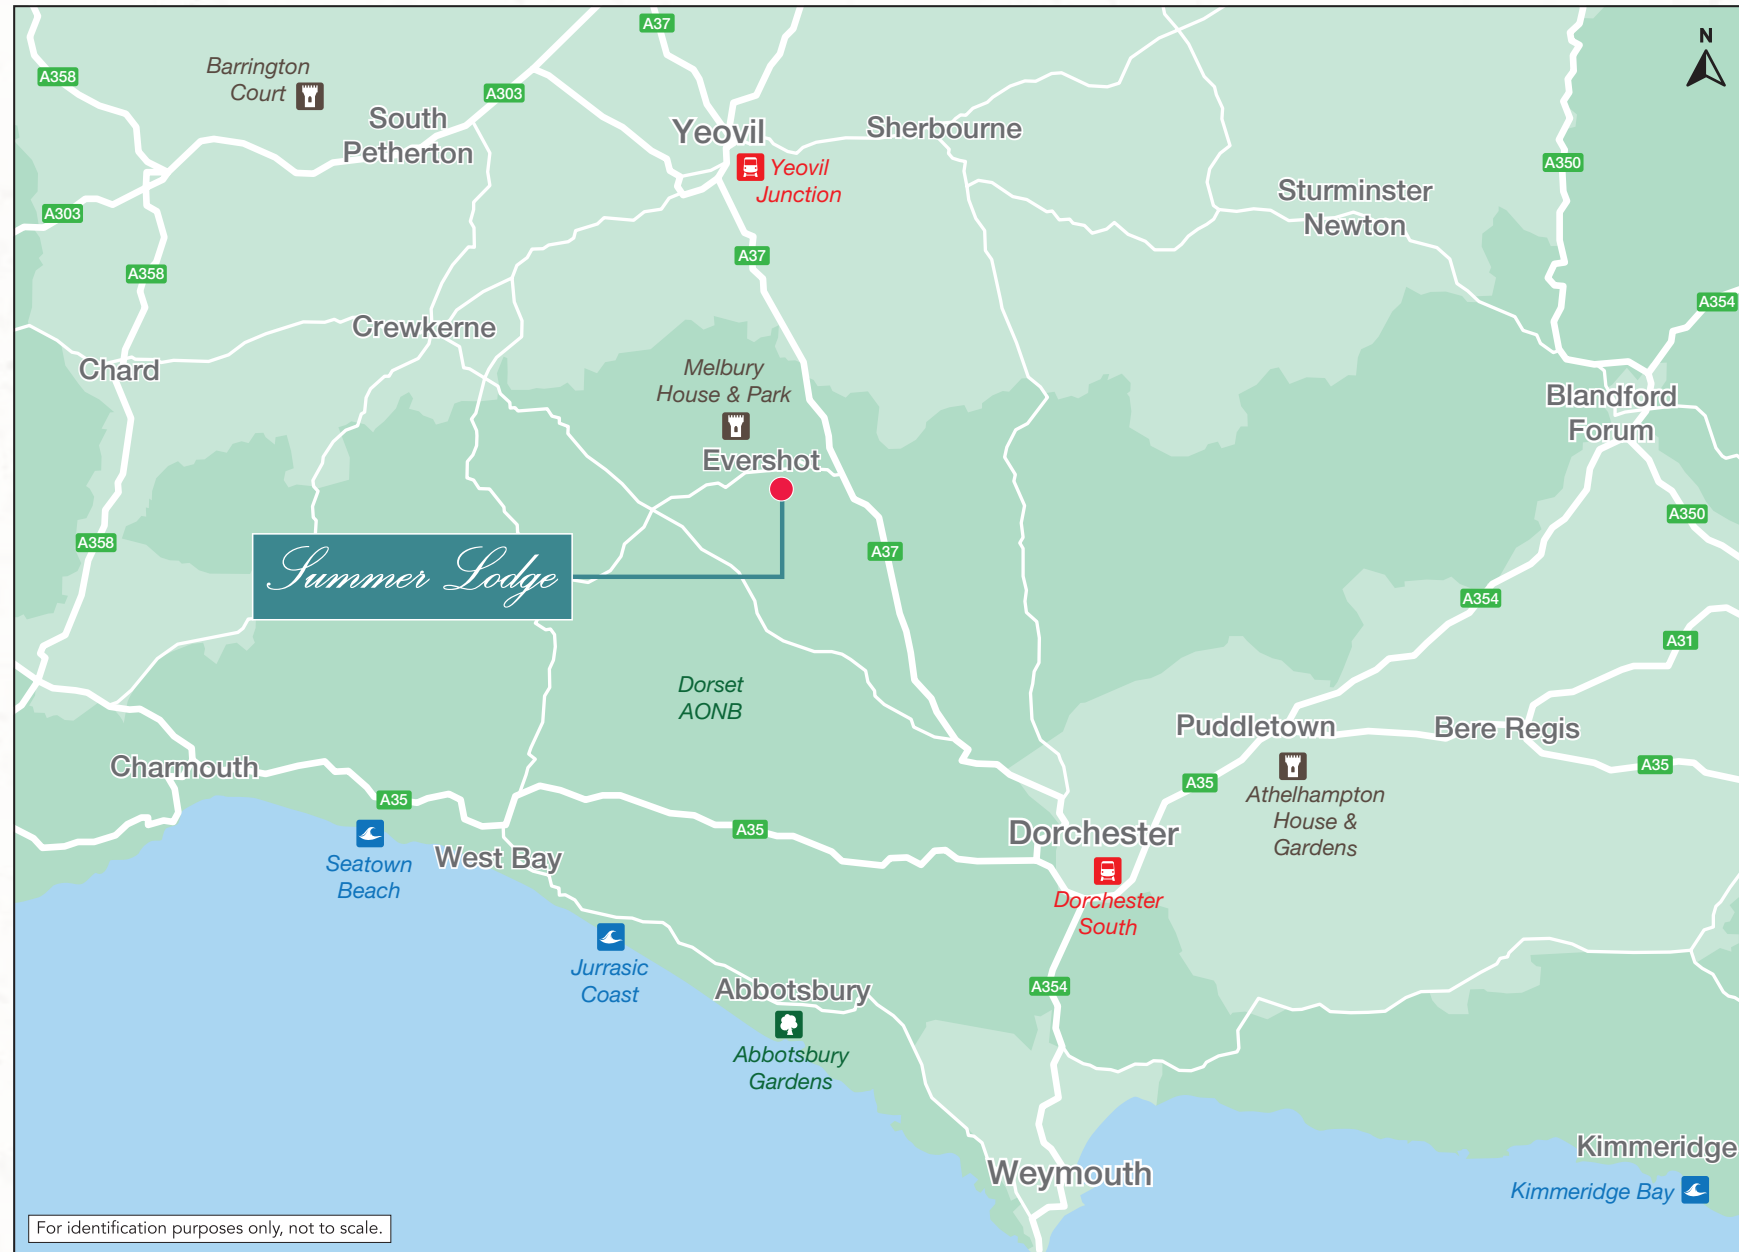 A37
N
Barrington
Court
A358
A303
South
Petherton
Yeovil
Sherbourne
Yeovil
Junction
A350
Sturminster
Newton
A303
A37
A358
A354
Crewkerne
Chard
Melbury
House & Park
Blandford
Forum
Evershot
A350
A358
A37
Summer Lodge
A354
A31
Dorset
AONB
Puddletown
Bere Regis
Charmouth
A35
A35
Athelhampton
House &
Gardens
A35
A35
Dorchester
Seatown
Beach
West Bay
Dorchester
South
Jurrasic
Coast
A354
Abbotsbury
Abbotsbury
Gardens
Kimmeridge
Weymouth
Kimmeridge Bay
For identification purposes only, not to scale.